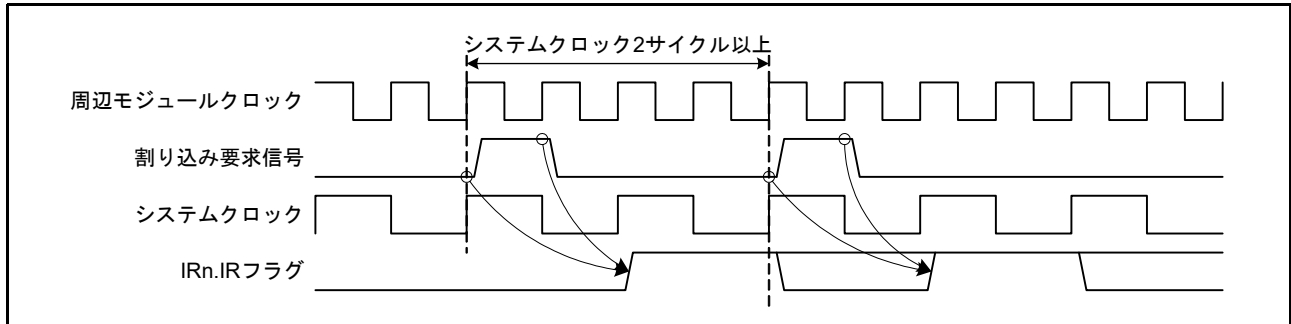 システムクロック2サイクル以上
周辺モジュールクロック
割り込み要求信号
システムクロック
IRn.IRフラグ